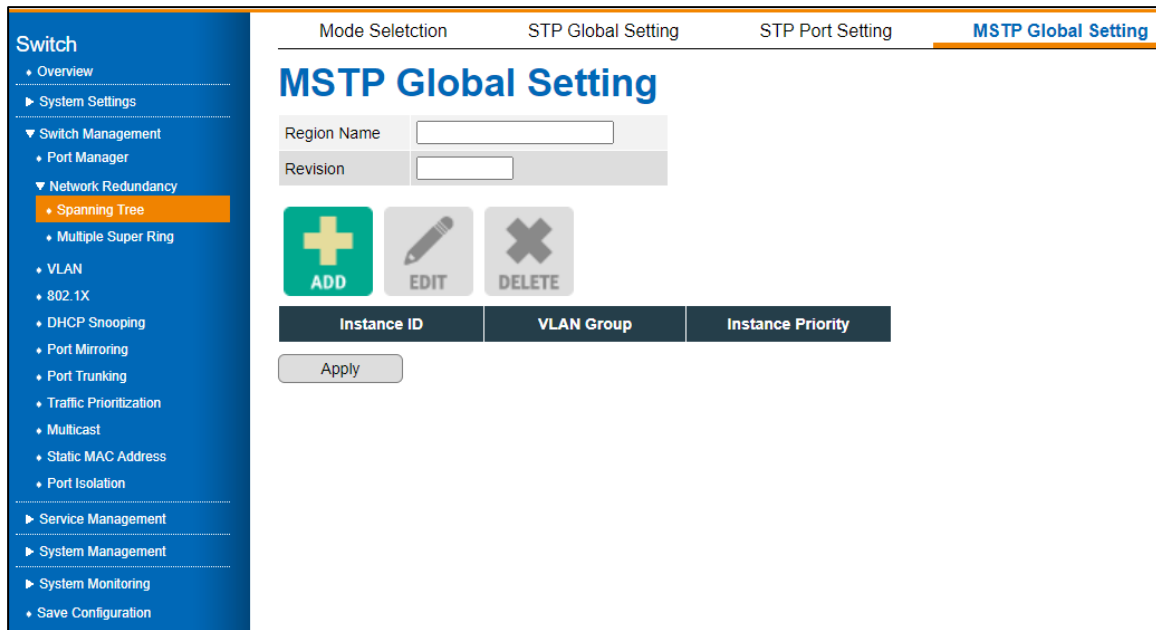 Switch
Overview
System Settings
Switch Management
Port Manager
Network Redundancy
Spanning Tree
Multiple Super Ring
VLAN
802.1X
DHCP Snooping
Port Mirroring
Port Trunking
Traffic Prioritization
Multicast
Static MAC Address
Port Isolation
Service Management
System Management
System Monitoring
Save Configuration
Mode Seletction STP Global Setting STP Port Setting MSTP Global Setting
MSTP Global Setting
Region Name
Revision
ADD EDIT DELETE
Instance ID VLAN Group Instance Priority
Apply